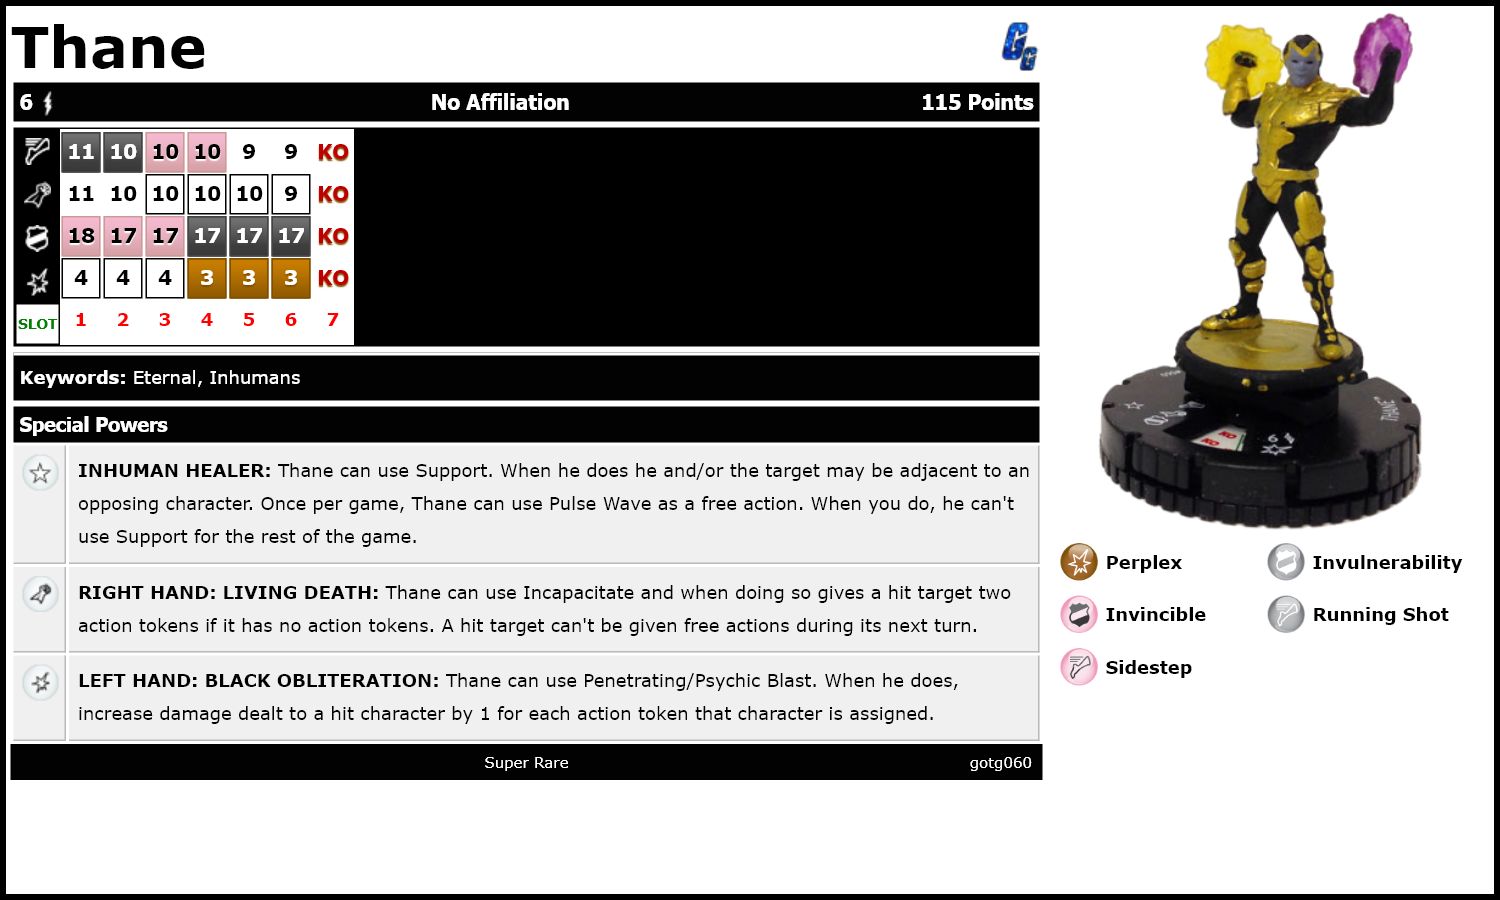 Thane
GG
6 No Affiliation 115 Points
11 10 10 10 9 9 KO
11 10 10 10 10 9 KO
18 17 17 17 17 17 KO
4 4 4 3 3 3 KO
SLOT 1 2 3 4 5 6 7
Keywords: Eternal, Inhumans
Special Powers
INHUMAN HEALER: Thane can use Support. When he does he and/or the target may be adjacent to an
opposing character. Once per game, Thane can use Pulse Wave as a free action. When you do, he can't
use Support for the rest of the game.
RIGHT HAND: LIVING DEATH: Thane can use Incapacitate and when doing so gives a hit target two
action tokens if it has no action tokens. A hit target can't be given free actions during its next turn.
LEFT HAND: BLACK OBLITERATION: Thane can use Penetrating/Psychic Blast. When he does,
increase damage dealt to a hit character by 1 for each action token that character is assigned.
Super Rare gotg060
THANE
KO
KO
6
Perplex Invulnerability
Invincible Running Shot
Sidestep